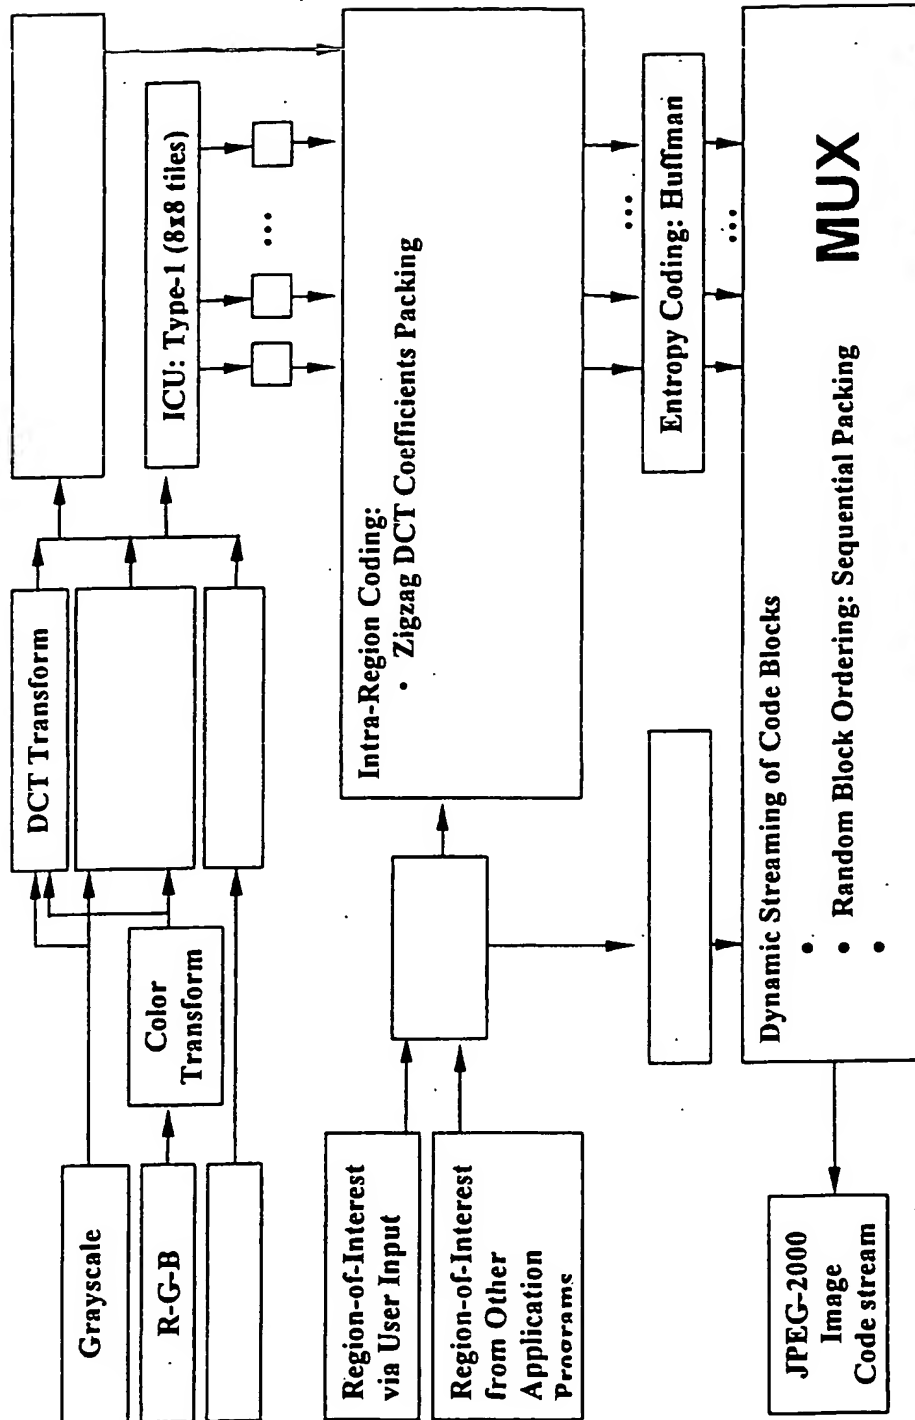 Grayscale
R-G-B
Color
Transform
DCT Transform
ICU: Type-1 (8x8 tiles)
...
Region-of-Interest
via User Input
Region-of-Interest
from Other
Application
Programs
Intra-Region Coding:
• Zigzag DCT Coefficients Packing
...
Entropy Coding: Huffman
...
Dynamic Streaming of Code Blocks
•
• Random Block Ordering: Sequential Packing
•
MUX
JPEG-2000
Image
Code stream